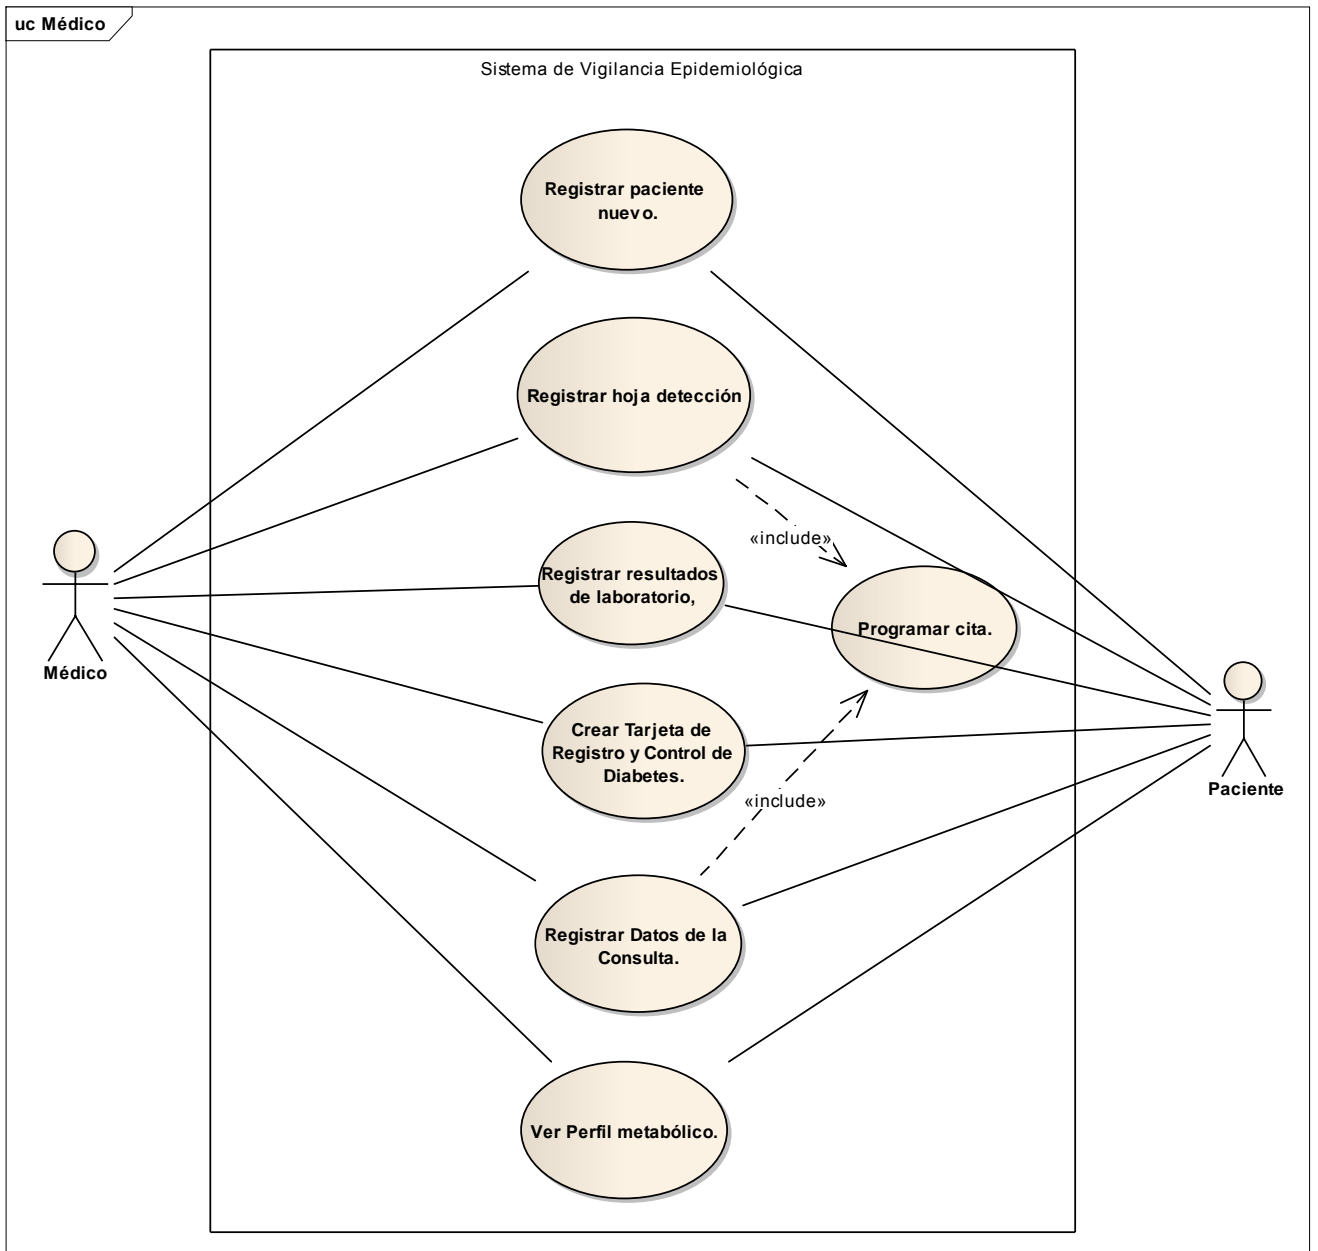 uc Médico
Sistema de Vigilancia Epidemiológica
Registrar paciente
nuevo.
Registrar hoja detección
«include»
Registrar resultados
de laboratorio,
Programar cita.
Médico
Crear Tarjeta de
Registro y Control de
Diabetes.
Paciente
«include»
Registrar Datos de la
Consulta.
Ver Perfil metabólico.